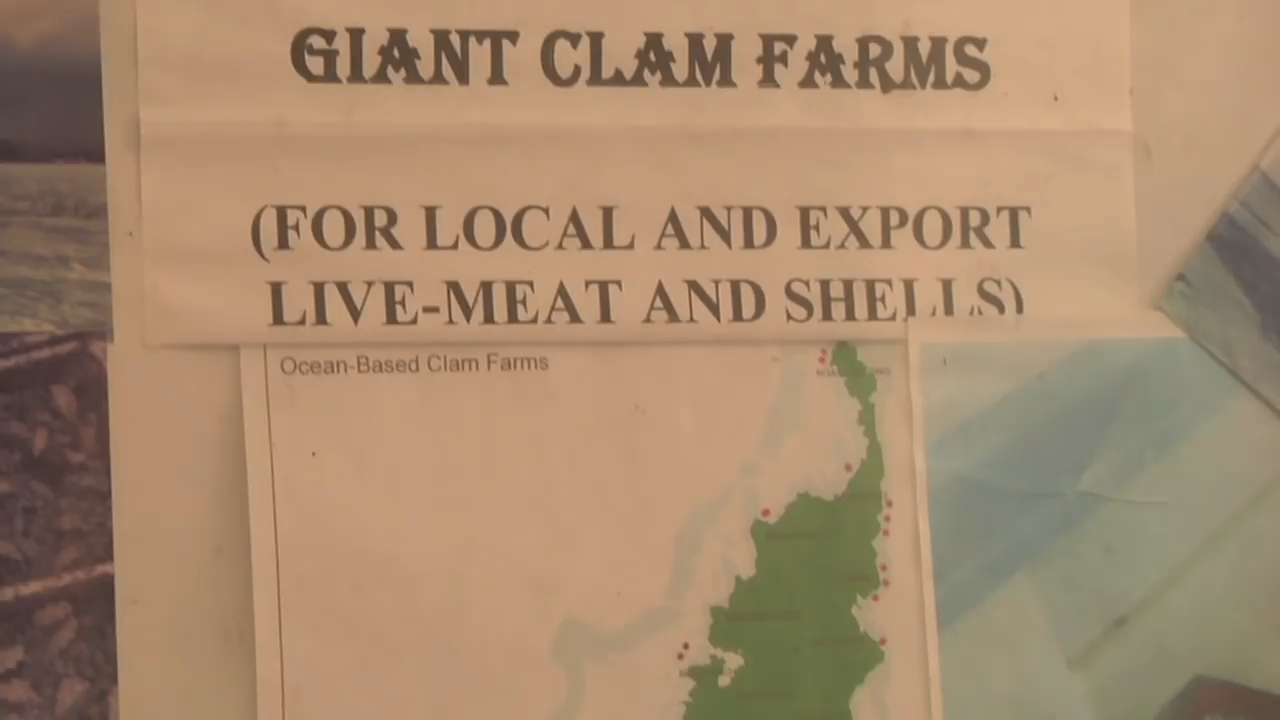 GIANT CLAM FARMS
(FOR LOCAL AND EXPORT
LIVE-MEAT AND SHELLS)
Ocean-Based Clam Farms